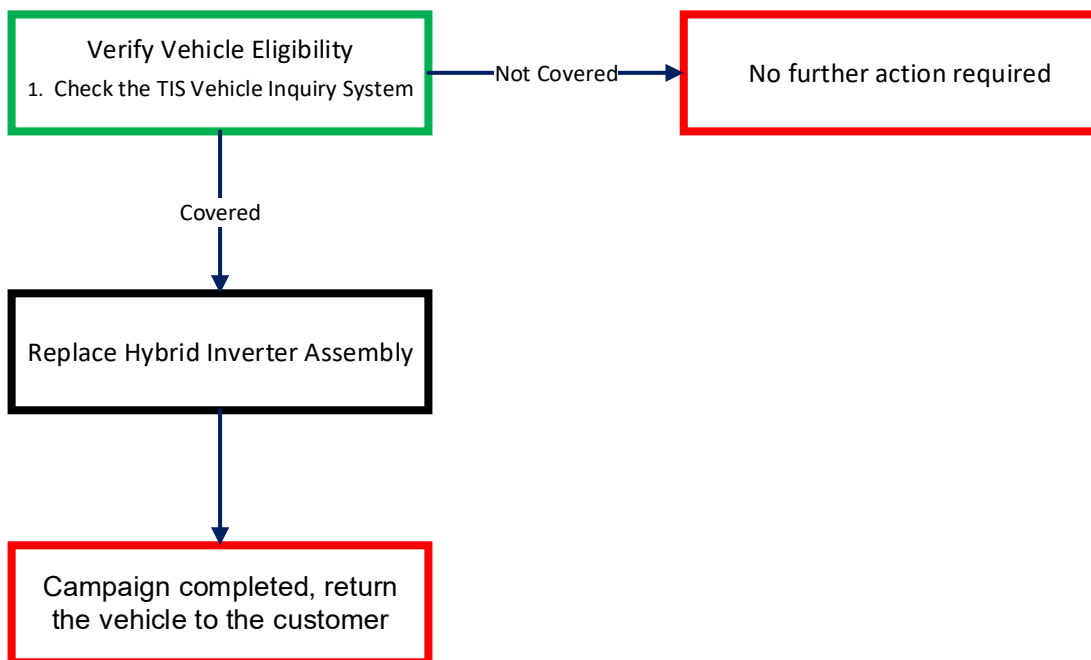 Verify Vehicle Eligibility
1. Check the TIS Vehicle Inquiry System
Not Covered
No further action required
Covered
Replace Hybrid Inverter Assembly
Campaign completed, return
the vehicle to the customer